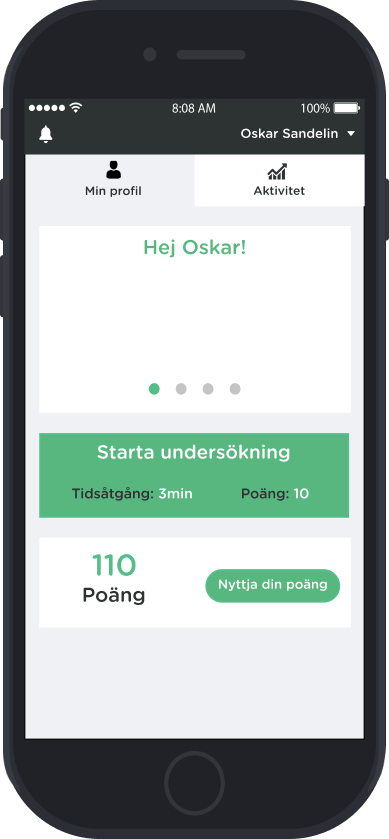 8:08 AM
100%
Oskar Sandelin
Min profil
Aktivitet
Hej Oskar!
Starta undersökning
Tidsåtgång: 3min
Poäng: 10
110
Poäng
Nyttja din poäng